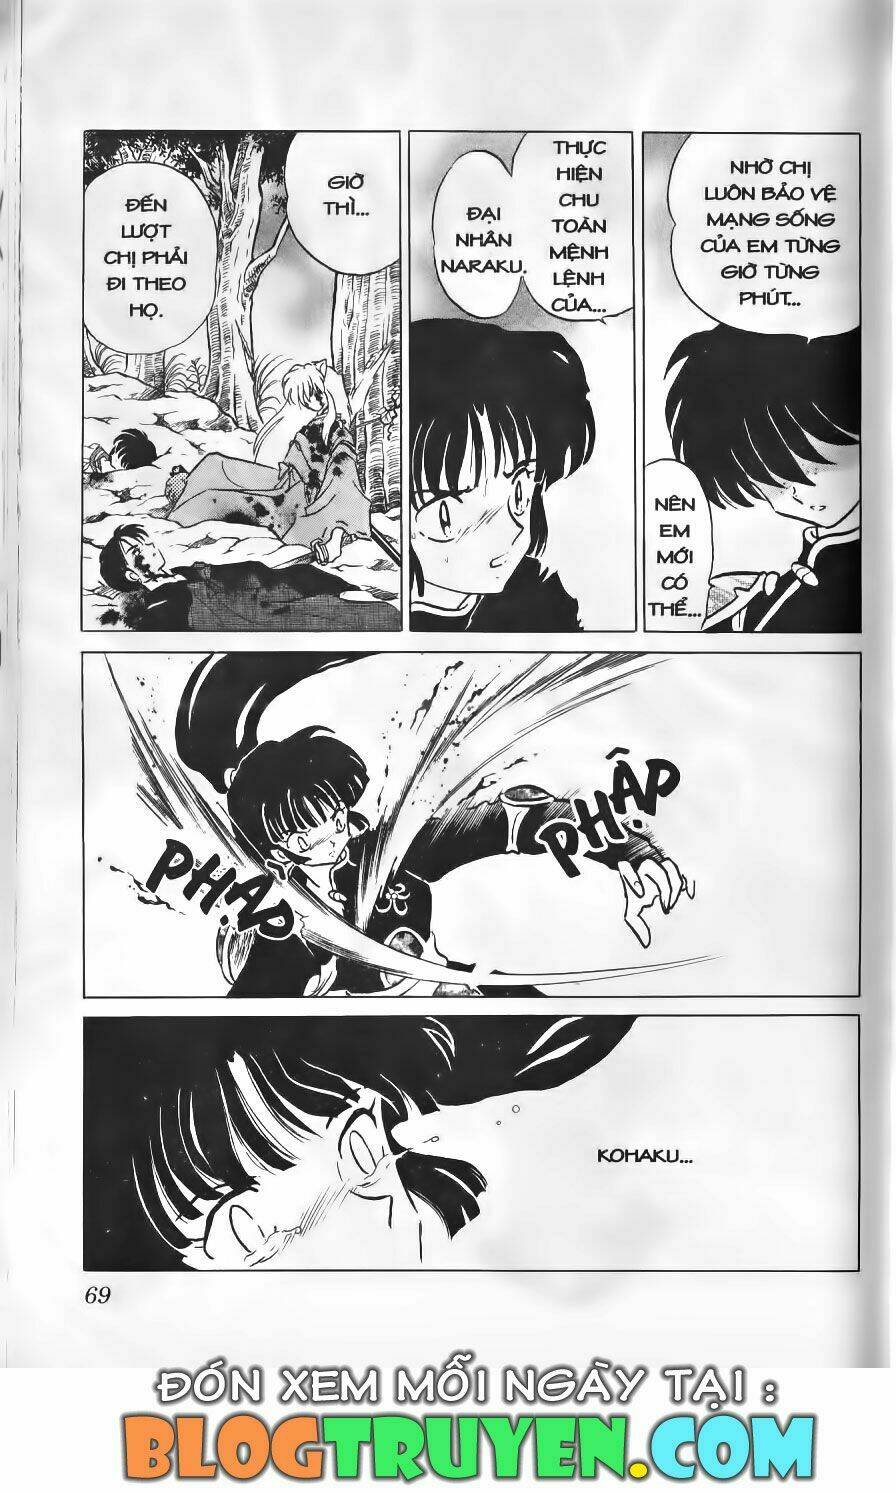 NHỜ CHỊ
LUÔN BẢO VỆ
MẠNG SỐNG
CỦA EM TỪNG
GIỜ TỪNG
PHÚT...
NÊN
EM
MỚI
CÓ
THỂ...
THỰC
HIỆN
CHU
TOÀN
MỆNH
LỆNH
CỦA...
ĐẠI
NHÂN
NARAKU.
GIỜ
THÌ...
ĐẾN
LƯỢT
CHỊ PHẢI
ĐI THEO
HỌ.
PHẬP
PHẠP
KOHAKU...
69
ĐÓN XEM MỖI NGÀY TẠI :
BLOGTRUYEN.COM